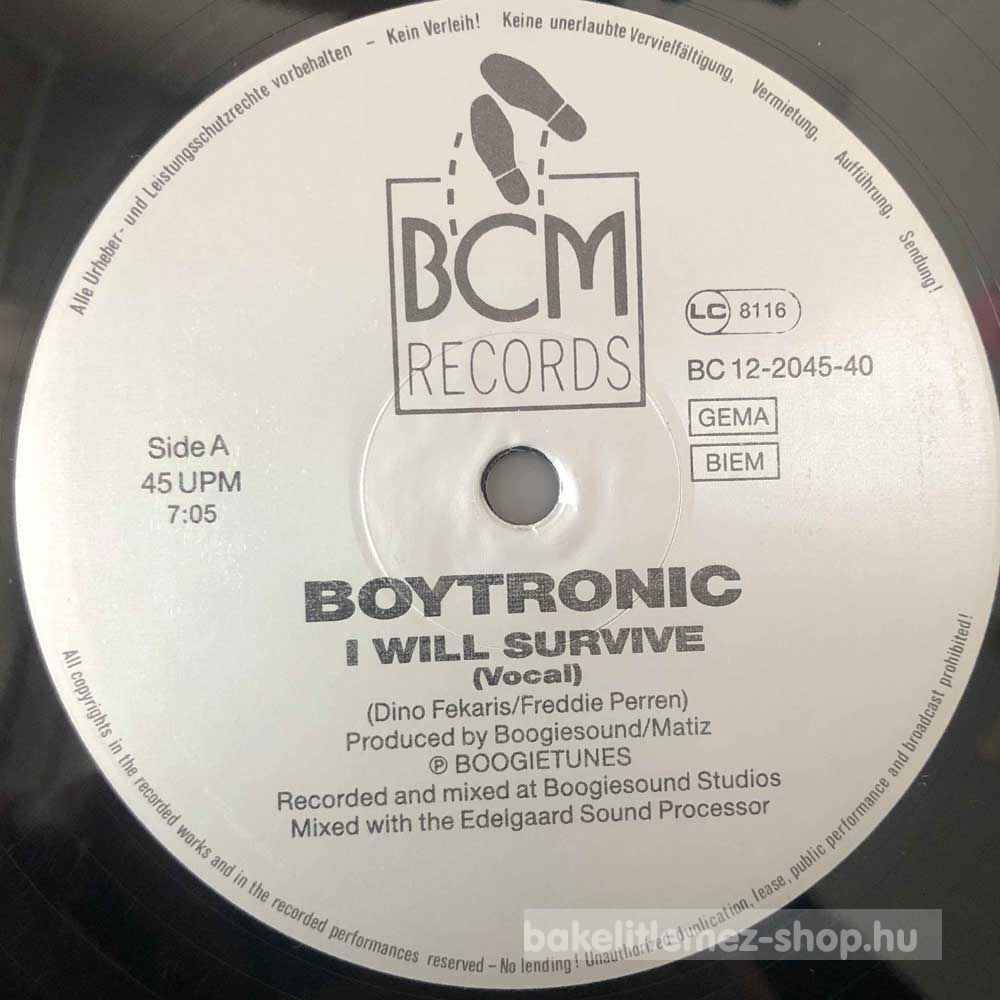 Alle Urheber- und Leistungsschutzrechte vorbehalten - Kein Verleih! Keine unerlaubte Vervielfältigung, Vermietung, Aufführung, Sendung!
BCM
RECORDS
LC 8116
BC 12-2045-40
GEMA
BIEM
Side A
45 UPM
7:05
BOYTRONIC
I WILL SURVIVE
(Vocal)
(Dino Fekaris/Freddie Perren)
Produced by Boogiesound/Matiz
℗ BOOGIETUNES
Recorded and mixed at Boogiesound Studios
Mixed with the Edelgaard Sound Processor
All copyrights in the recorded works and in the recorded performances reserved - No lending! Unauthorized duplication, lease, public performance and broadcast prohibited!
bakelitlemez-shop.hu